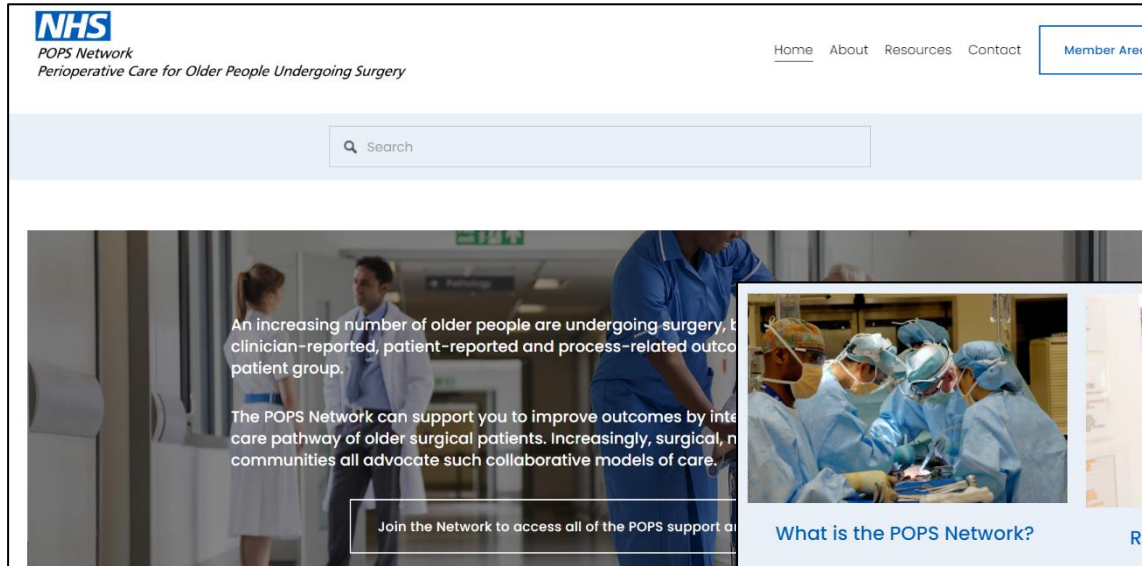 NHS
POPS Network
Perioperative Care for Older People Undergoing Surgery
Home About Resources Contact
Member Area
Search
Pathology
An increasing number of older people are undergoing surgery,
clinician-reported, patient-reported and process-related
patient group.
The POPS Network can support you to improve outcomes by
care pathway of older surgical patients. Increasingly, surgical,
communities all advocate such collaborative models of care.
Join the Network to access all of the POPS support
What is the POPS Network?